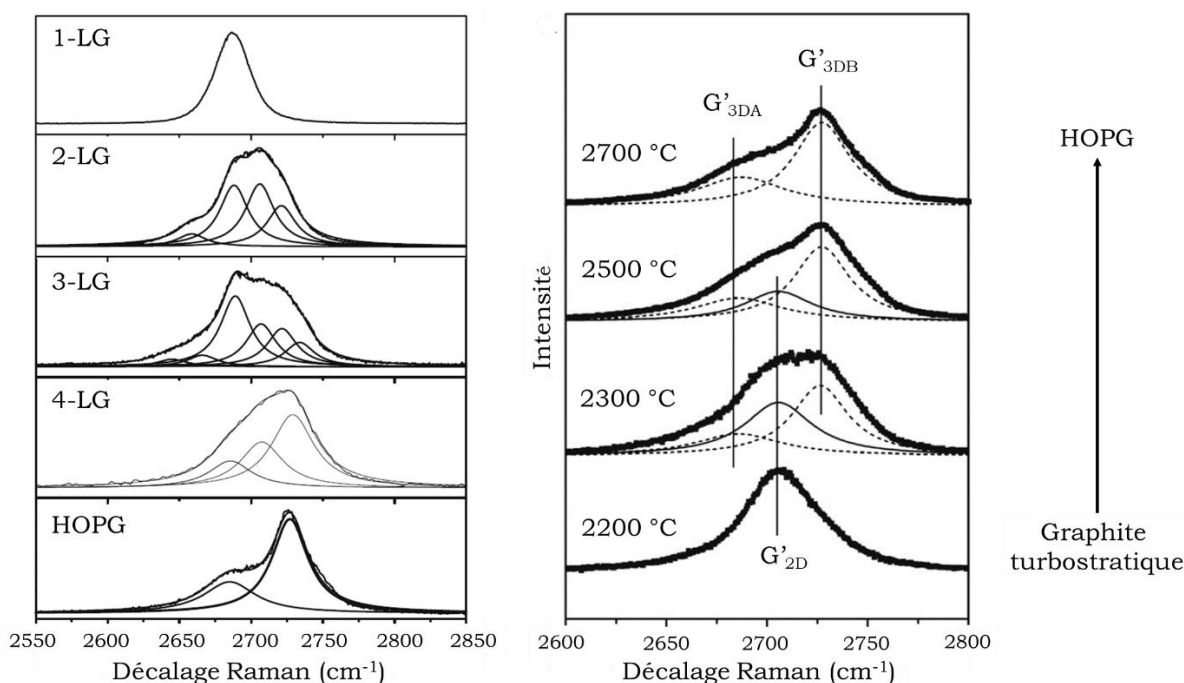 1-LG
2-LG
3-LG
4-LG
HOPG
2550 2600 2650 2700 2750 2800 2850
Décalage Raman (cm-1)
Intensité
G'3DB
G'3DA
2700 °C
2500 °C
2300 °C
2200 °C
G'2D
2600 2650 2700 2750 2800
Décalage Raman (cm-1)
HOPG
Graphite
turbostratique